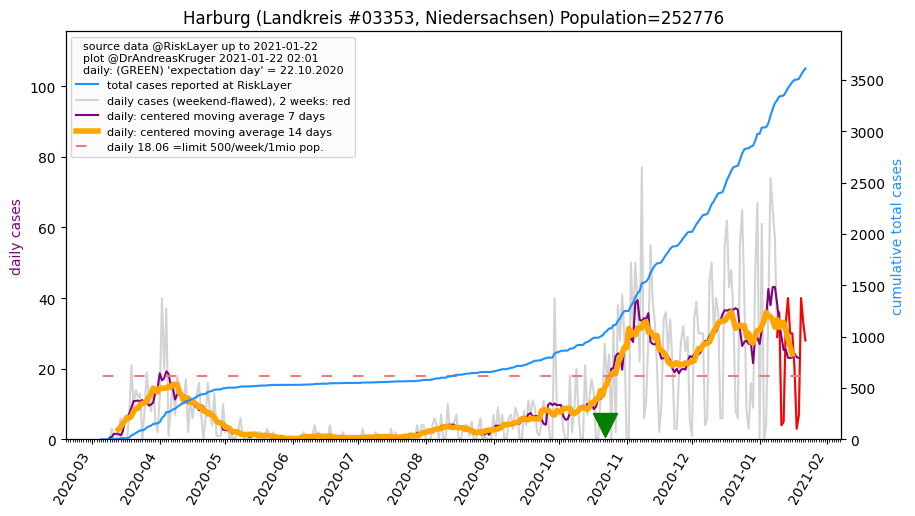 Harburg (Landkreis #03353, Niedersachsen) Population=252776
source data @RiskLayer up to 2021-01-22
plot @DrAndreasKruger 2021-01-22 02:01
daily: (GREEN) 'expectation day' = 22.10.2020
total cases reported at RiskLayer
daily cases (weekend-flawed), 2 weeks: red
daily: centered moving average 7 days
daily: centered moving average 14 days
daily 18.06 =limit 500/week/1mio pop.
daily cases
100
80
60
40
20
0
cumulative total cases
3500
3000
2500
2000
1500
1000
500
0
2020-03
2020-04
2020-05
2020-06
2020-07
2020-08
2020-09
2020-10
2020-11
2020-12
2021-01
2021-02